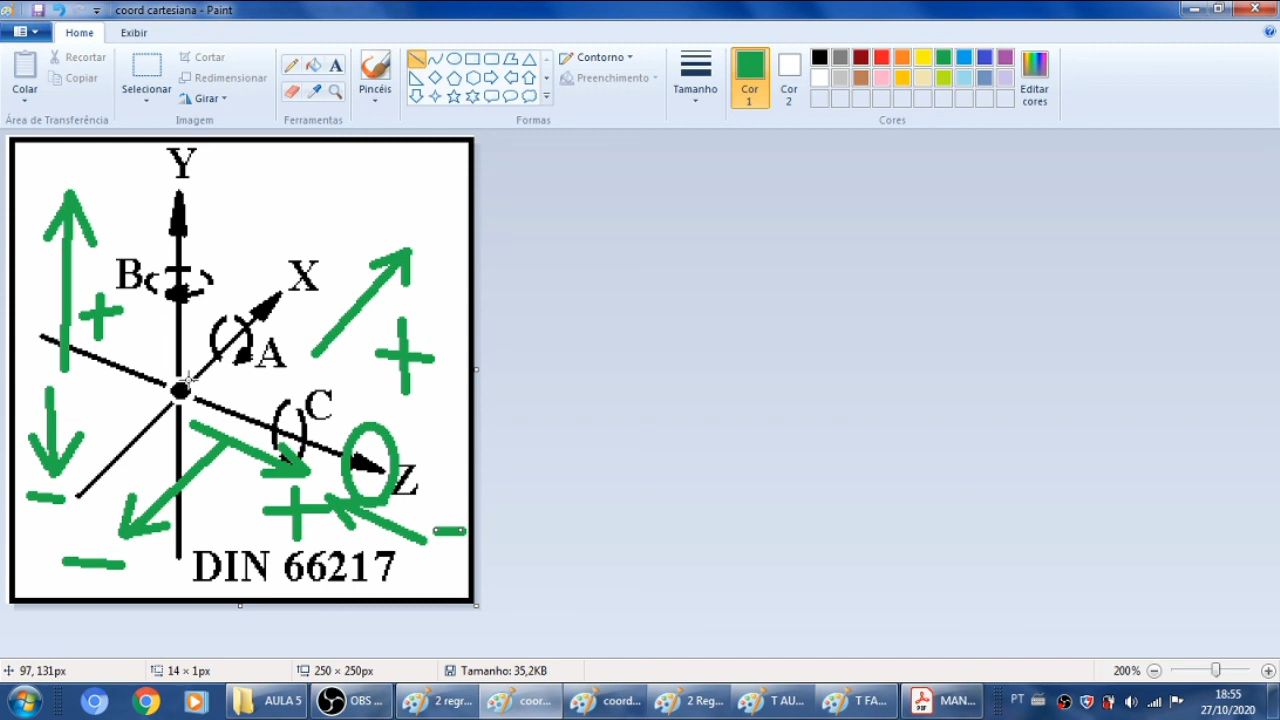 coord cartesiana - Paint
Home
Exibir
Colar
Recortar
Copiar
Área de Transferência
Selecionar
Cortar
Redimensionar
Girar
Imagem
A
Ferramentas
Pincéis
Contorno
Preenchimento
Formas
Tamanho
Cor 1
Cor 2
Editar cores
Cores
Y
B
X
A
C
Z
+
+
+
-
-
-
DIN 66217
97, 131px
14 × 1px
250 × 250px
Tamanho: 35,2KB
200%
AULA 5
OBS ...
2 regr...
coor...
coord...
2 Reg...
T AU...
T FA...
MAN...
PT
18:55
27/10/2020